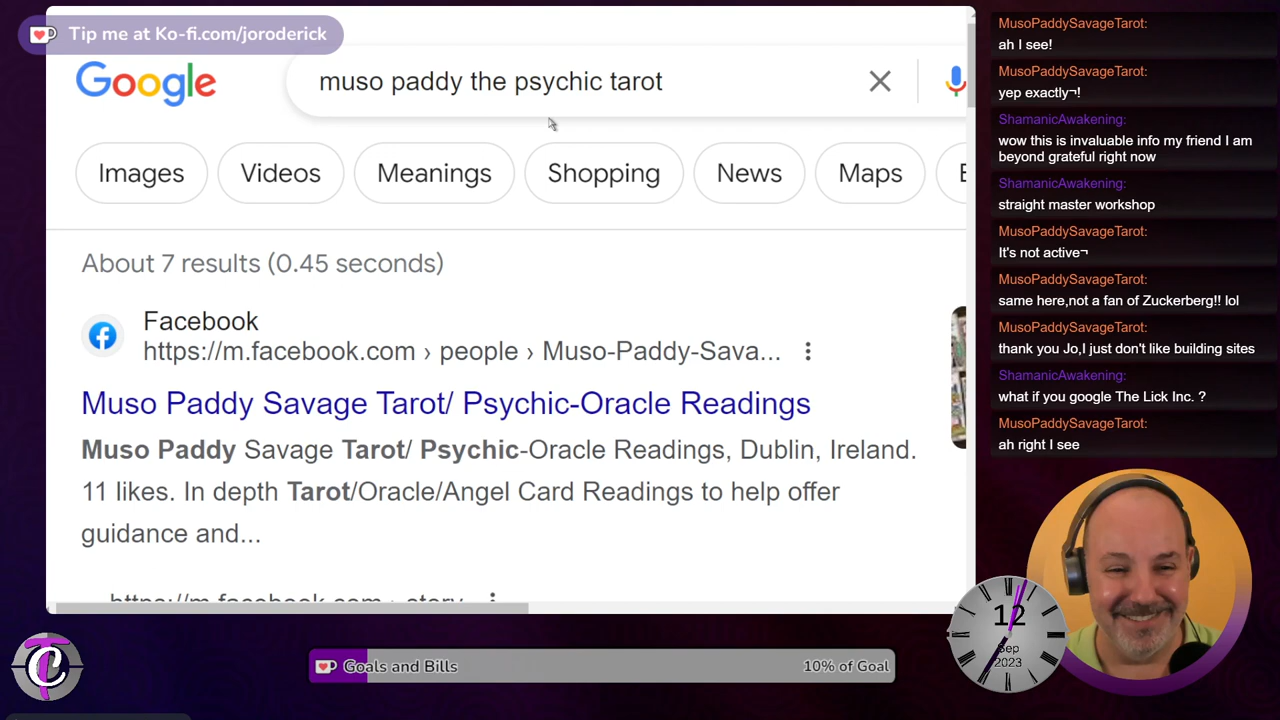 Tip me at Ko-fi.com/joroderick
Google
muso paddy the psychic tarot
Images
Videos
Meanings
Shopping
News
Maps
About 7 results (0.45 seconds)
Facebook
https://m.facebook.com › people › Muso-Paddy-Sava...
Muso Paddy Savage Tarot/ Psychic-Oracle Readings
Muso Paddy Savage Tarot/ Psychic-Oracle Readings, Dublin, Ireland.
11 likes. In depth Tarot/Oracle/Angel Card Readings to help offer
guidance and...
https://m.facebook.com › story
MusoPaddySavageTarot:
ah I see!
MusoPaddySavageTarot:
yep exactly¬!
ShamanicAwakening:
wow this is invaluable info my friend I am
beyond grateful right now
ShamanicAwakening:
straight master workshop
MusoPaddySavageTarot:
It's not active¬
MusoPaddySavageTarot:
same here,not a fan of Zuckerberg!! lol
MusoPaddySavageTarot:
thank you Jo,I just don't like building sites
ShamanicAwakening:
what if you google The Lick Inc. ?
MusoPaddySavageTarot:
ah right I see
12
Sep
2023
TC
Goals and Bills
10% of Goal